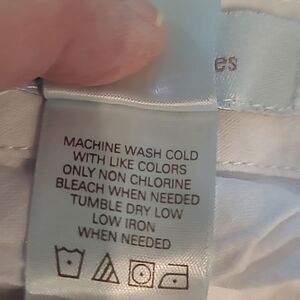 es
MACHINE WASH COLD
WITH LIKE COLORS
ONLY NON CHLORINE
BLEACH WHEN NEEDED
TUMBLE DRY LOW
LOW IRON
WHEN NEEDED